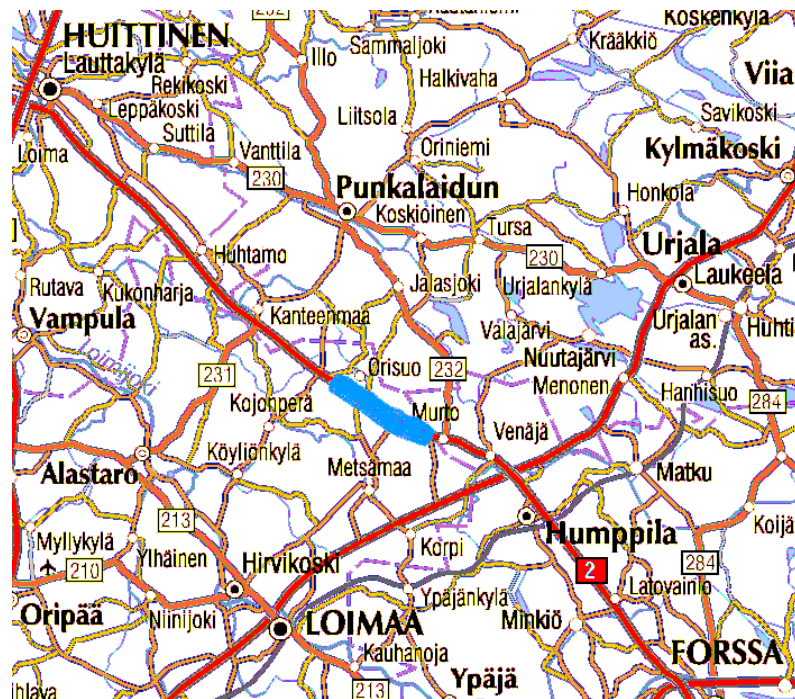 HUITTINEN
Lauttakylä
Rekikoski
Leppäkoski
Suttila
Vanttila
230
Loima
Illo
Sammaljoki
Krääkkiö
Koskenkylä
Halkivaha
Viia
Liitsola
Savikoski
Oriniemi
Kylmäkoski
Punkalaidun
Koskioinen
Honkola
Tursa
230
Urjala
Laukeela
Huhtamo
Rutava
Kukonharja
Jalasjoki
Urjalankylä
Vampula
Kanteenmaa
Valajärvi
Urjalan
as.
Huhti
Nuutajärvi
Menonen
Hanhisuo
231
Orisuo
232
284
Kojonperä
Murto
Köyliönkylä
Venäjä
Metsämaa
Matku
Alastaro
213
Koijä
Humppila
Myllykylä
Ylhäinen
Hirvikoski
Korpi
210
284
2
Latovainio
Ypäjänkylä
Oripää
Niinijoki
LOIMAA
Minkiö
Kauhanoja
FORSSA
Ypäjä
213
ihlava